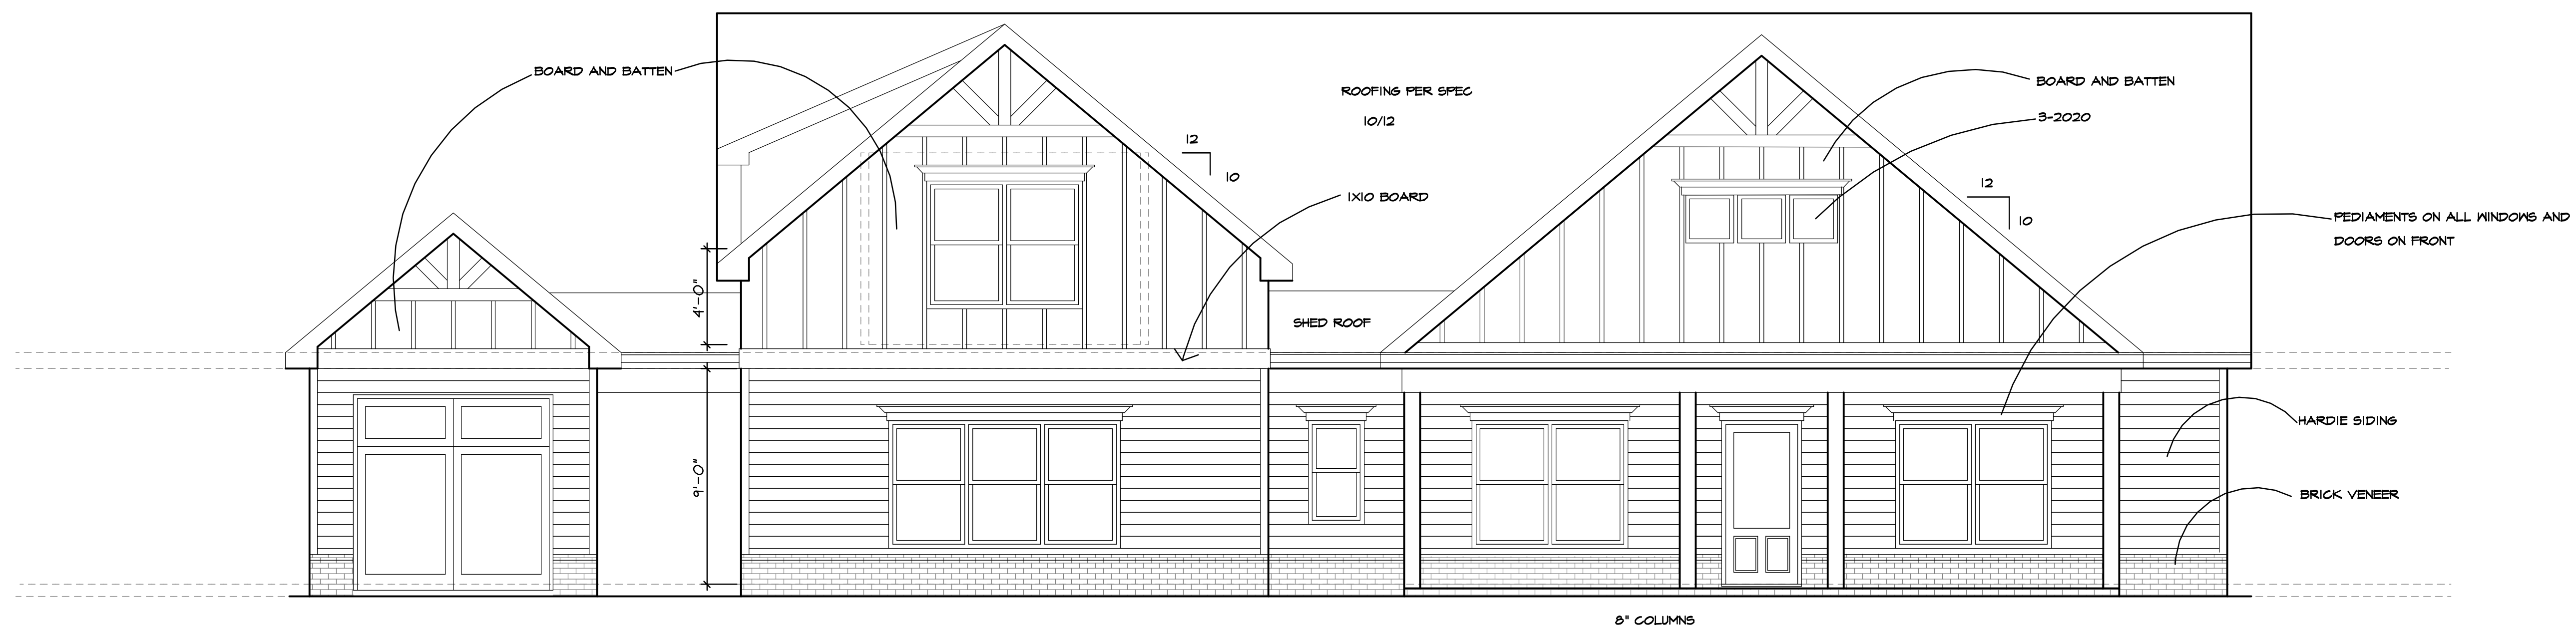 BOARD AND BATTEN
ROOFING PER SPEC
10/12
BOARD AND BATTEN
3-2020
12
10
1X10 BOARD
12
10
PEDIAMENTS ON ALL WINDOWS AND
DOORS ON FRONT
4'-0"
SHED ROOF
HARDIE SIDING
9'-0"
BRICK VENEER
8" COLUMNS